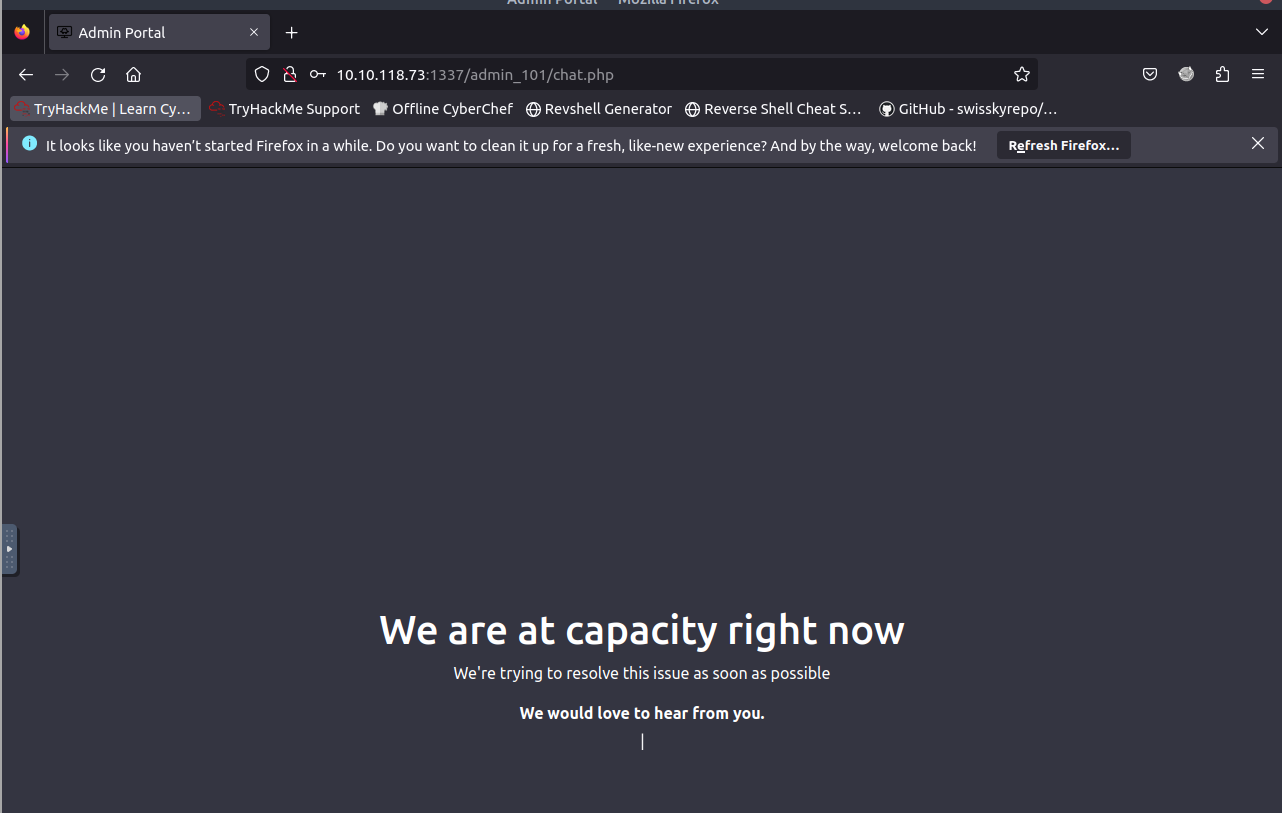 Admin Portal — Mozilla Firefox
Admin Portal
10.10.118.73:1337/admin_101/chat.php
TryHackMe | Learn Cy… TryHackMe Support Offline CyberChef Revshell Generator Reverse Shell Cheat S… GitHub - swisskyrepo/…
It looks like you haven’t started Firefox in a while. Do you want to clean it up for a fresh, like-new experience? And by the way, welcome back! Refresh Firefox…
We are at capacity right now
We're trying to resolve this issue as soon as possible
We would love to hear from you.